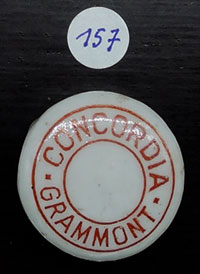 157
· CONCORDIA ·
GRAMMONT.